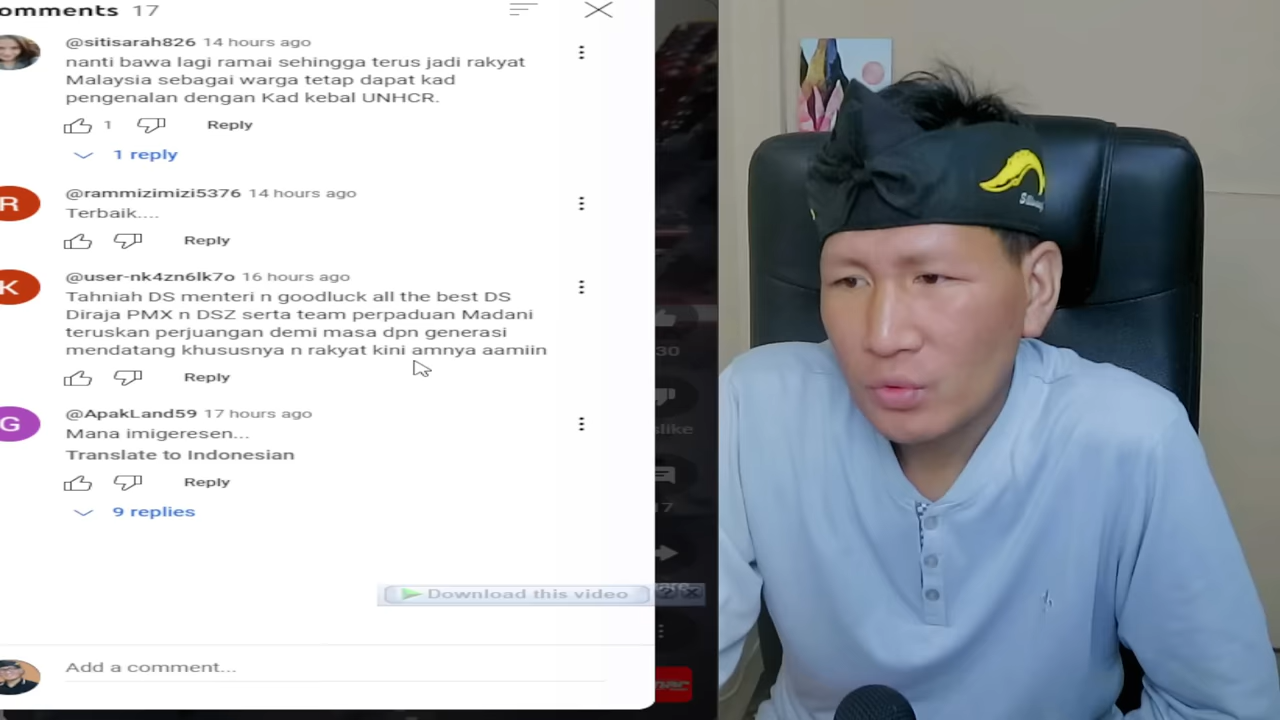 omments 17
@sitisarah826 14 hours ago
nanti bawa lagi ramai sehingga terus jadi rakyat
Malaysia sebagai warga tetap dapat kad
pengenalan dengan Kad kebal UNHCR.
1
Reply
1 reply
R
@rammizimizi5376 14 hours ago
Terbaik....
Reply
K
@user-nk4zn6lk7o 16 hours ago
Tahniah DS menteri n goodluck all the best DS
Diraja PMX n DSZ serta team perpaduan Madani
teruskan perjuangan demi masa dpn generasi
mendatang khususnya n rakyat kini amnya aamiin
Reply
30
G
@ApakLand59 17 hours ago
Mana imigeresen...
Translate to Indonesian
Reply
slike
9 replies
7
Download this video
Add a comment...